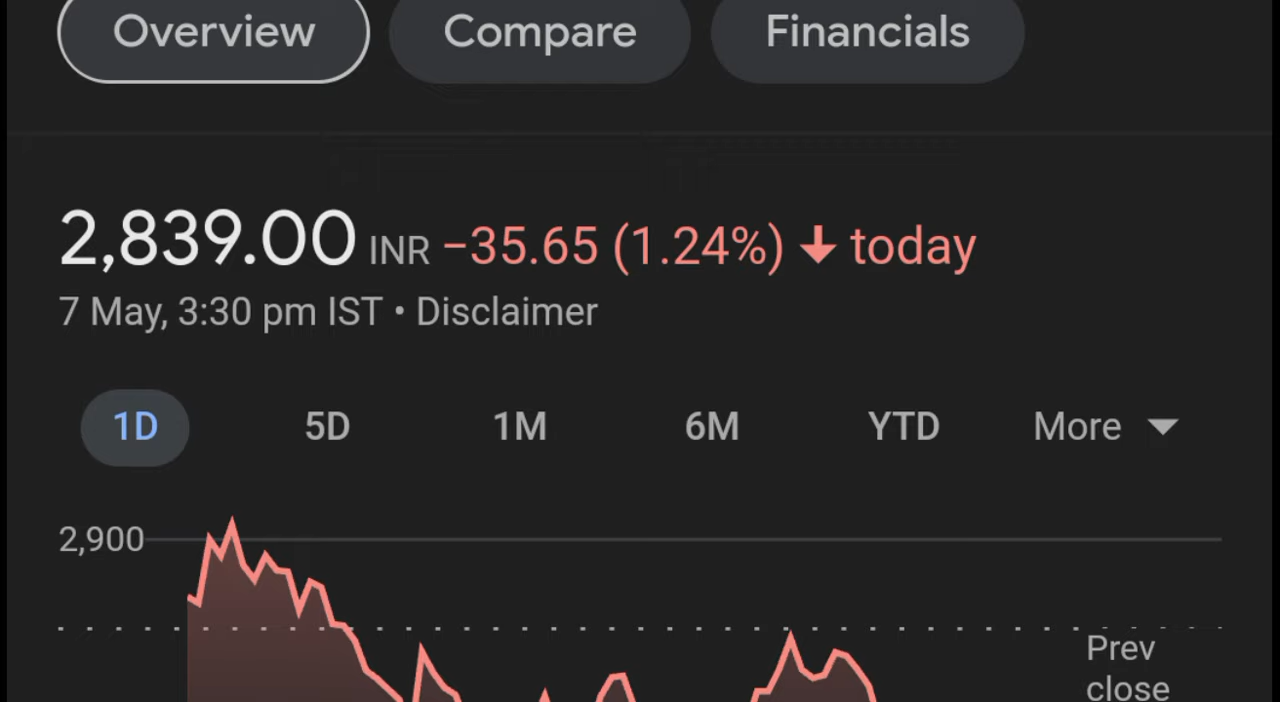 Overview Compare Financials
2,839.00 INR −35.65 (1.24%) ↓ today
7 May, 3:30 pm IST • Disclaimer
1D 5D 1M 6M YTD More
2,900
Prev
close